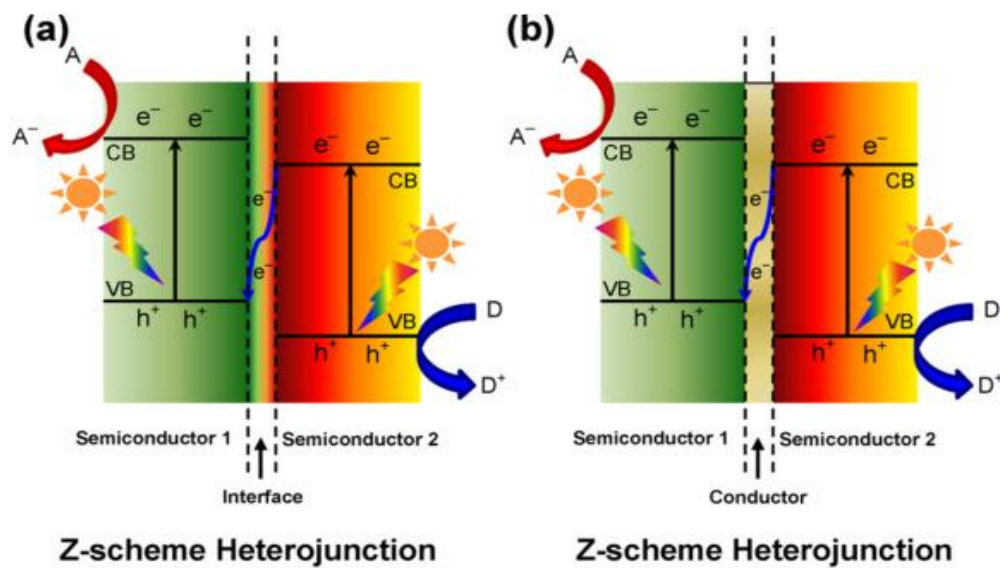 (a)
A
A⁻
e⁻ e⁻
CB
e⁻ e⁻
CB
e⁻
e⁻
VB
h⁺ h⁺
VB
h⁺ h⁺
D
D⁺
Semiconductor 1
Semiconductor 2
Interface
Z-scheme Heterojunction
(b)
A
A⁻
e⁻ e⁻
CB
e⁻ e⁻
CB
e⁻
e⁻
VB
h⁺ h⁺
VB
h⁺ h⁺
D
D⁺
Semiconductor 1
Semiconductor 2
Conductor
Z-scheme Heterojunction